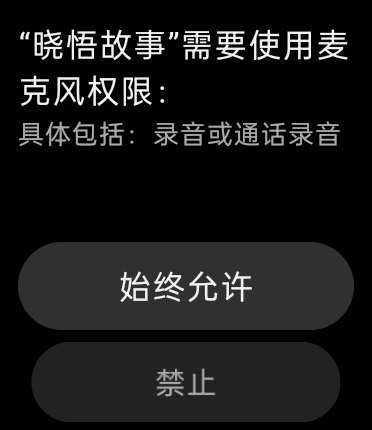 “晓悟故事”需要使用麦
克风权限：
具体包括：录音或通话录音
始终允许
禁止